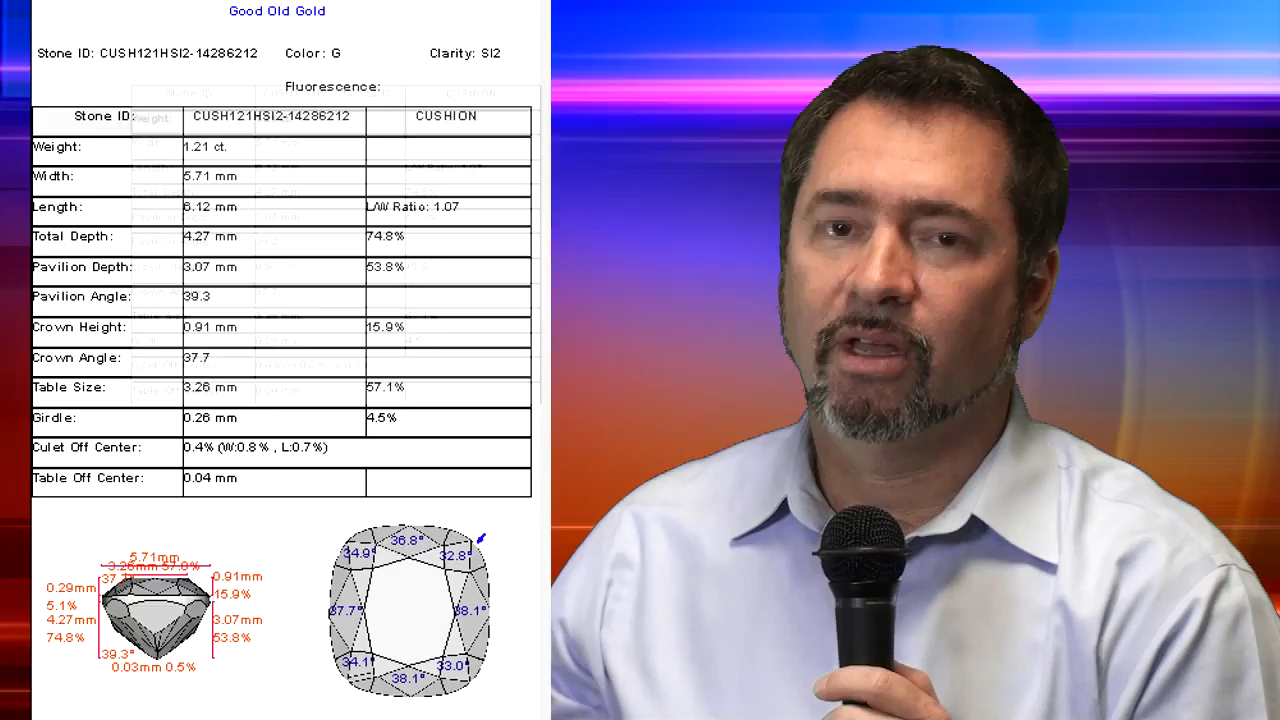 Good Old Gold
Stone ID: CUSH121HSI2-14286212 Color: G Clarity: SI2
Fluorescence:
Stone ID: CUSH121HSI2-14286212 CUSHION
Weight: 1.21 ct.
Width: 5.71 mm
Length: 6.12 mm L/W Ratio: 1.07
Total Depth: 4.27 mm 74.8%
Pavilion Depth: 3.07 mm 53.8%
Pavilion Angle: 39.3
Crown Height: 0.91 mm 15.9%
Crown Angle: 37.7
Table Size: 3.26 mm 57.1%
Girdle: 0.26 mm 4.5%
Culet Off Center: 0.4% (W:0.8% , L:0.7%)
Table Off Center: 0.04 mm
5.71mm
0.29mm
5.1%
4.27mm
74.8%
0.91mm
15.9%
3.07mm
53.8%
39.3°
0.03mm 0.5%
36.8°
34.9° 32.8°
37.7° 38.1°
34.1° 33.0°
38.1°